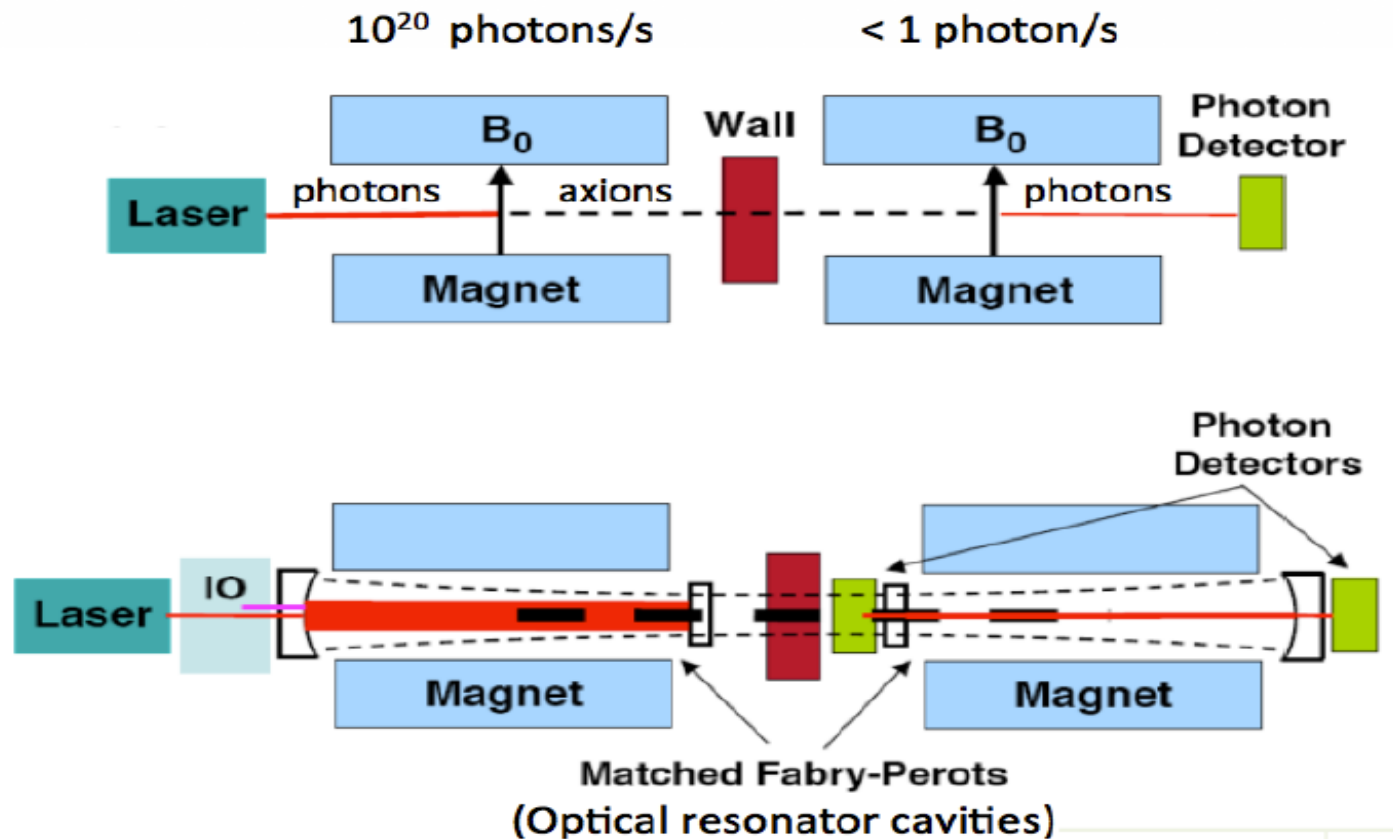 10²⁰ photons/s
< 1 photon/s
B₀
Wall
B₀
Photon
Detector
Laser
photons
axions
photons
Magnet
Magnet
Photon
Detectors
Laser
IO
Magnet
Magnet
Matched Fabry-Perots
(Optical resonator cavities)